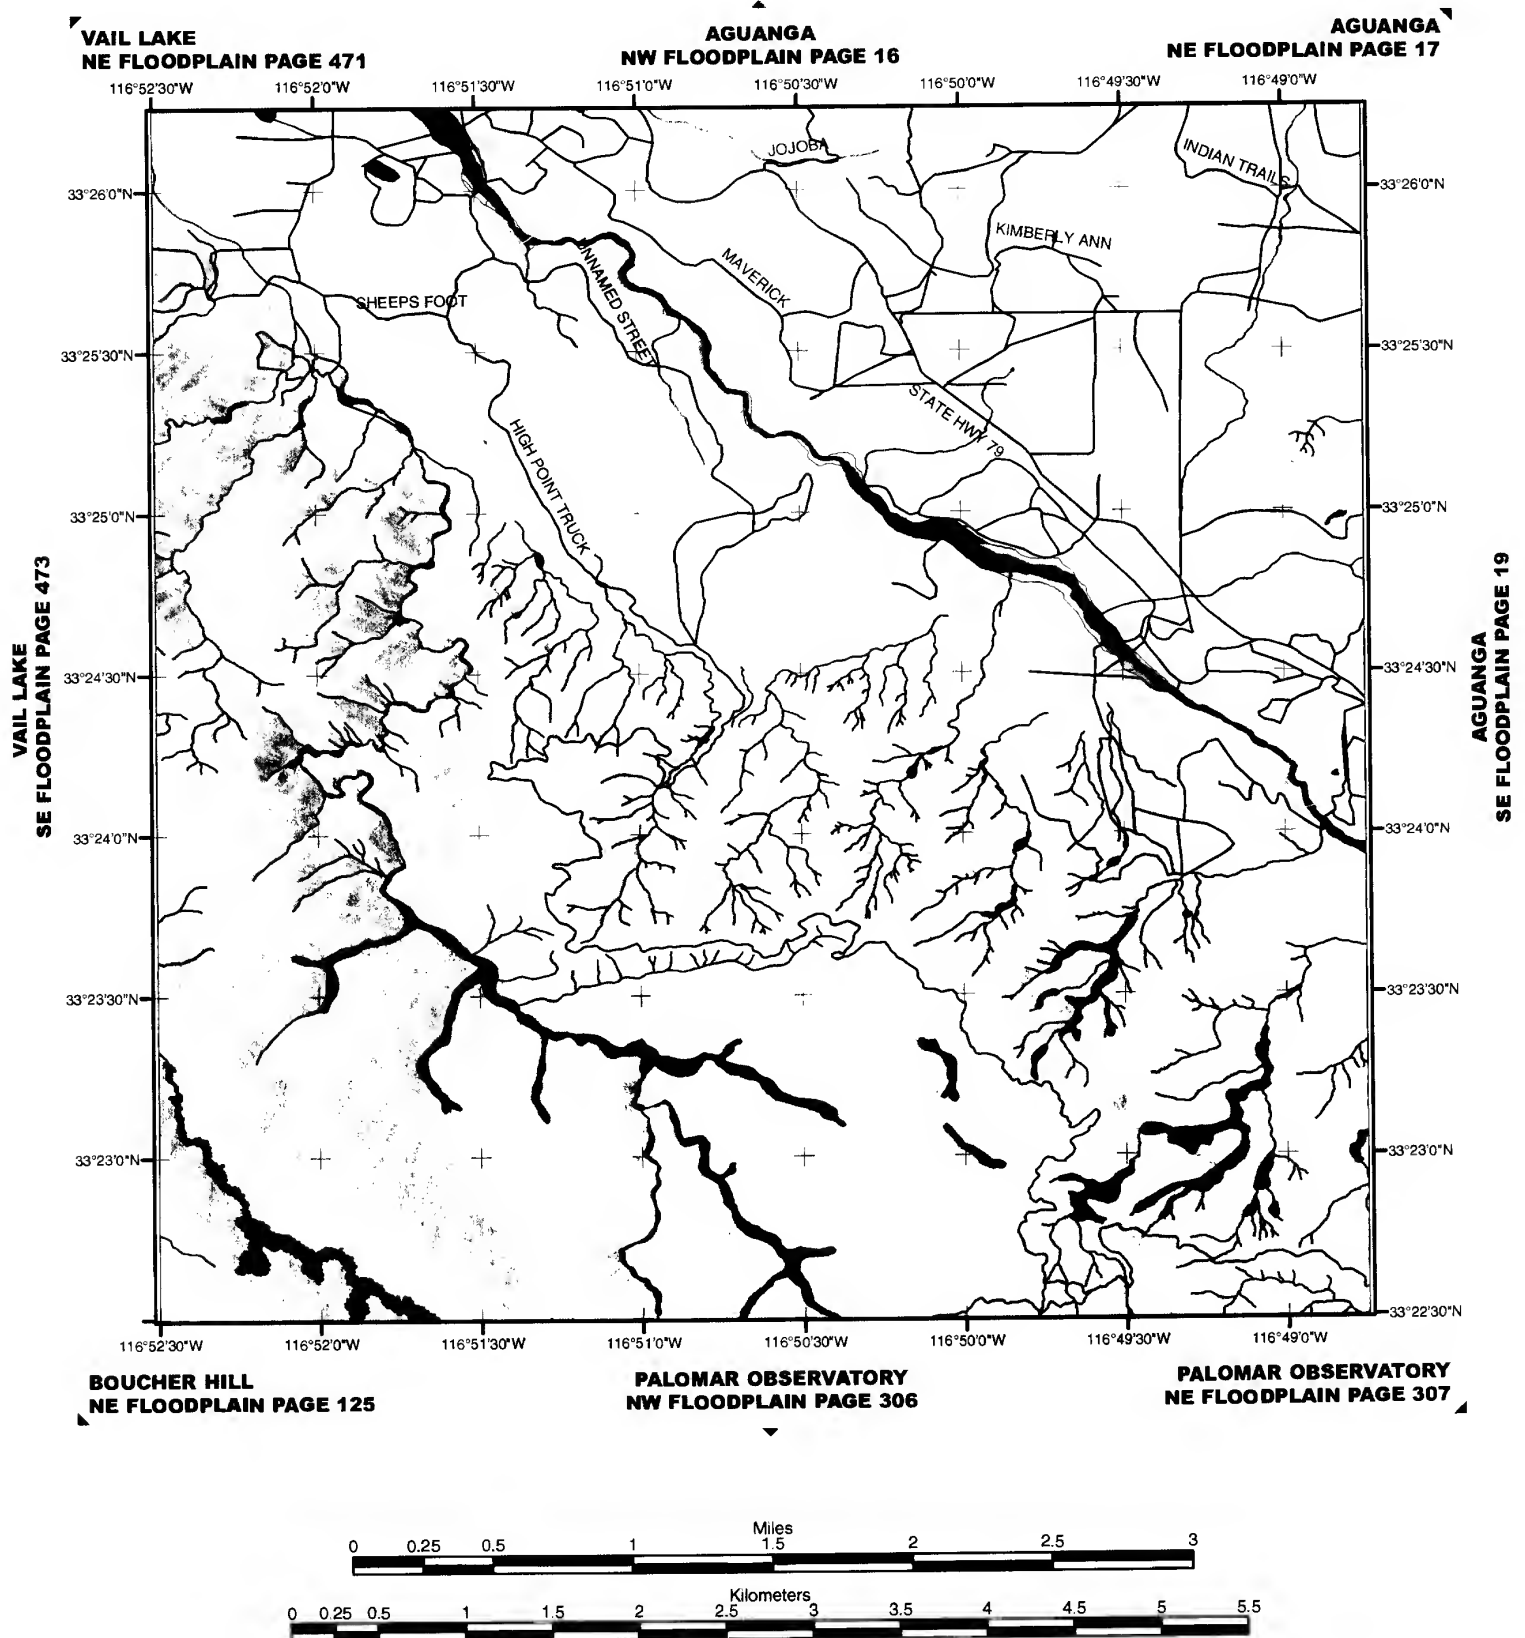 VAIL LAKE
NE FLOODPLAIN PAGE 471
AGUANGA
NW FLOODPLAIN PAGE 16
AGUANGA
NE FLOODPLAIN PAGE 17
116°52'30"W
116°52'0"W
116°51'30"W
116°51'0"W
116°50'30"W
116°50'0"W
116°49'30"W
116°49'0"W
JOJOBA
INDIAN TRAILS
33°26'0"N
33°26'0"N
KIMBERLY ANN
MAVERICK
UNNAMED STREET
SHEEPS FOOT
33°25'30"N
33°25'30"N
STATE HWY 79
HIGH POINT TRUCK
33°25'0"N
33°25'0"N
VAIL LAKE
SE FLOODPLAIN PAGE 473
AGUANGA
SE FLOODPLAIN PAGE 19
33°24'30"N
33°24'30"N
33°24'0"N
33°24'0"N
33°23'30"N
33°23'30"N
33°23'0"N
33°23'0"N
33°22'30"N
116°52'30"W
116°52'0"W
116°51'30"W
116°51'0"W
116°50'30"W
116°50'0"W
116°49'30"W
116°49'0"W
BOUCHER HILL
NE FLOODPLAIN PAGE 125
PALOMAR OBSERVATORY
NW FLOODPLAIN PAGE 306
PALOMAR OBSERVATORY
NE FLOODPLAIN PAGE 307
Miles
0 0.25 0.5 1 1.5 2 2.5 3
Kilometers
0 0.25 0.5 1 1.5 2 2.5 3 3.5 4 4.5 5 5.5